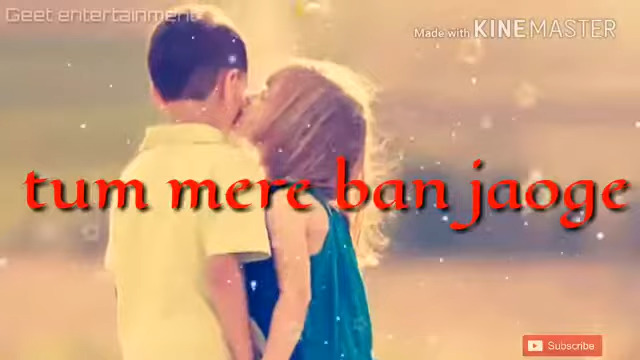 Geet entertainment
Made with KINEMASTER
tum mere ban jaoge
Subscribe